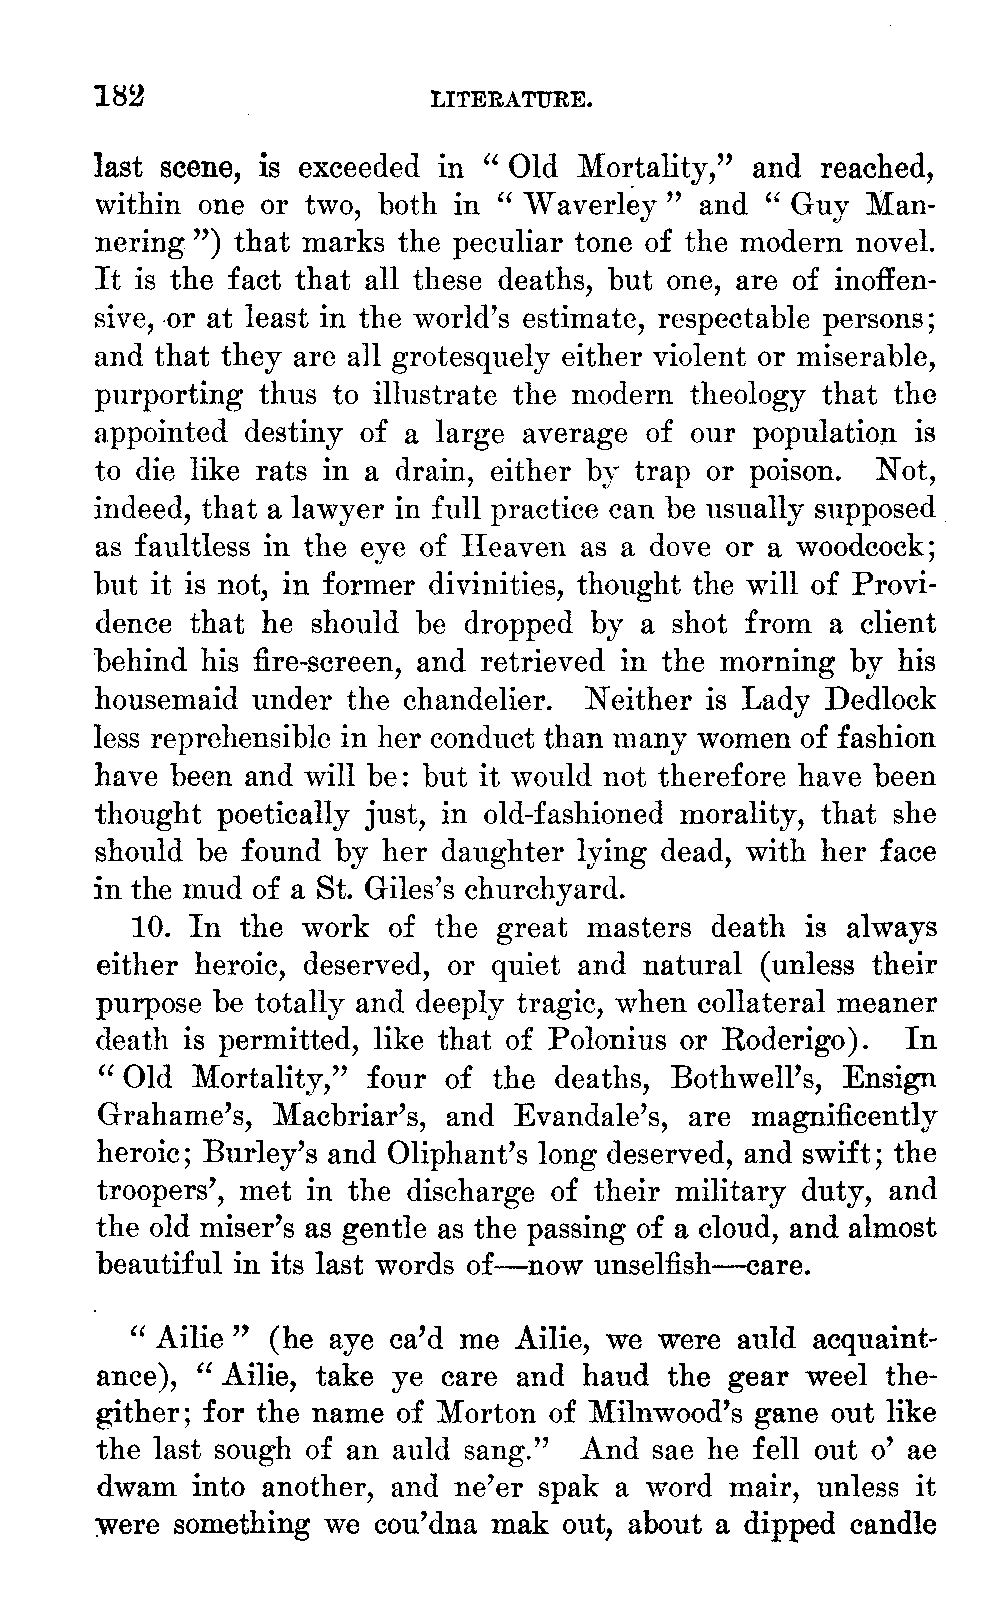 182 LITERATURE.
last scene, is exceeded in “ Old Mortality,” and reached,
within one or two, both in “ Waverley ” and “ Guy Man-
nering ”) that marks the peculiar tone of the modern novel.
It is the fact that all these deaths, but one, are of inoffen-
sive, or at least in the world’s estimate, respectable persons;
and that they are all grotesquely either violent or miserable,
purporting thus to illustrate the modern theology that the
appointed destiny of a large average of our population is
to die like rats in a drain, either by trap or poison. Not,
indeed, that a lawyer in full practice can be usually supposed
as faultless in the eye of Heaven as a dove or a woodcock;
but it is not, in former divinities, thought the will of Provi-
dence that he should be dropped by a shot from a client
behind his fire-screen, and retrieved in the morning by his
housemaid under the chandelier. Neither is Lady Dedlock
less reprehensible in her conduct than many women of fashion
have been and will be: but it would not therefore have been
thought poetically just, in old-fashioned morality, that she
should be found by her daughter lying dead, with her face
in the mud of a St. Giles’s churchyard.
10. In the work of the great masters death is always
either heroic, deserved, or quiet and natural (unless their
purpose be totally and deeply tragic, when collateral meaner
death is permitted, like that of Polonius or Roderigo). In
“ Old Mortality,” four of the deaths, Bothwell’s, Ensign
Grahame’s, Macbriar’s, and Evandale’s, are magnificently
heroic; Burley’s and Oliphant’s long deserved, and swift; the
troopers’, met in the discharge of their military duty, and
the old miser’s as gentle as the passing of a cloud, and almost
beautiful in its last words of—now unselfish—care.
“ Ailie ” (he aye ca’d me Ailie, we were auld acquaint-
ance), “ Ailie, take ye care and haud the gear weel the-
gither; for the name of Morton of Milnwood’s gane out like
the last sough of an auld sang.” And sae he fell out o’ ae
dwam into another, and ne’er spak a word mair, unless it
were something we cou’dna mak out, about a dipped candle